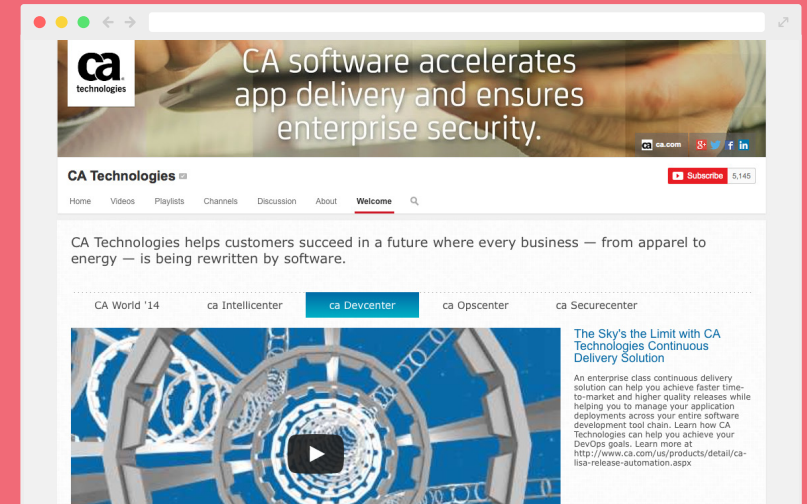 ca
technologies
CA software accelerates
app delivery and ensures
enterprise security.
ca ca.com
CA Technologies
Subscribe 5,145
Home Videos Playlists Channels Discussion About Welcome
CA Technologies helps customers succeed in a future where every business — from apparel to
energy — is being rewritten by software.
CA World '14 ca Intellicenter ca Devcenter ca Opscenter ca Securecenter
The Sky's the Limit with CA
Technologies Continuous
Delivery Solution
An enterprise class continuous delivery
solution can help you achieve faster time-
to-market and higher quality releases while
helping you to manage your application
deployments across your entire software
development tool chain. Learn how CA
Technologies can help you achieve your
DevOps goals. Learn more at
http://www.ca.com/us/products/detail/ca-
lisa-release-automation.aspx